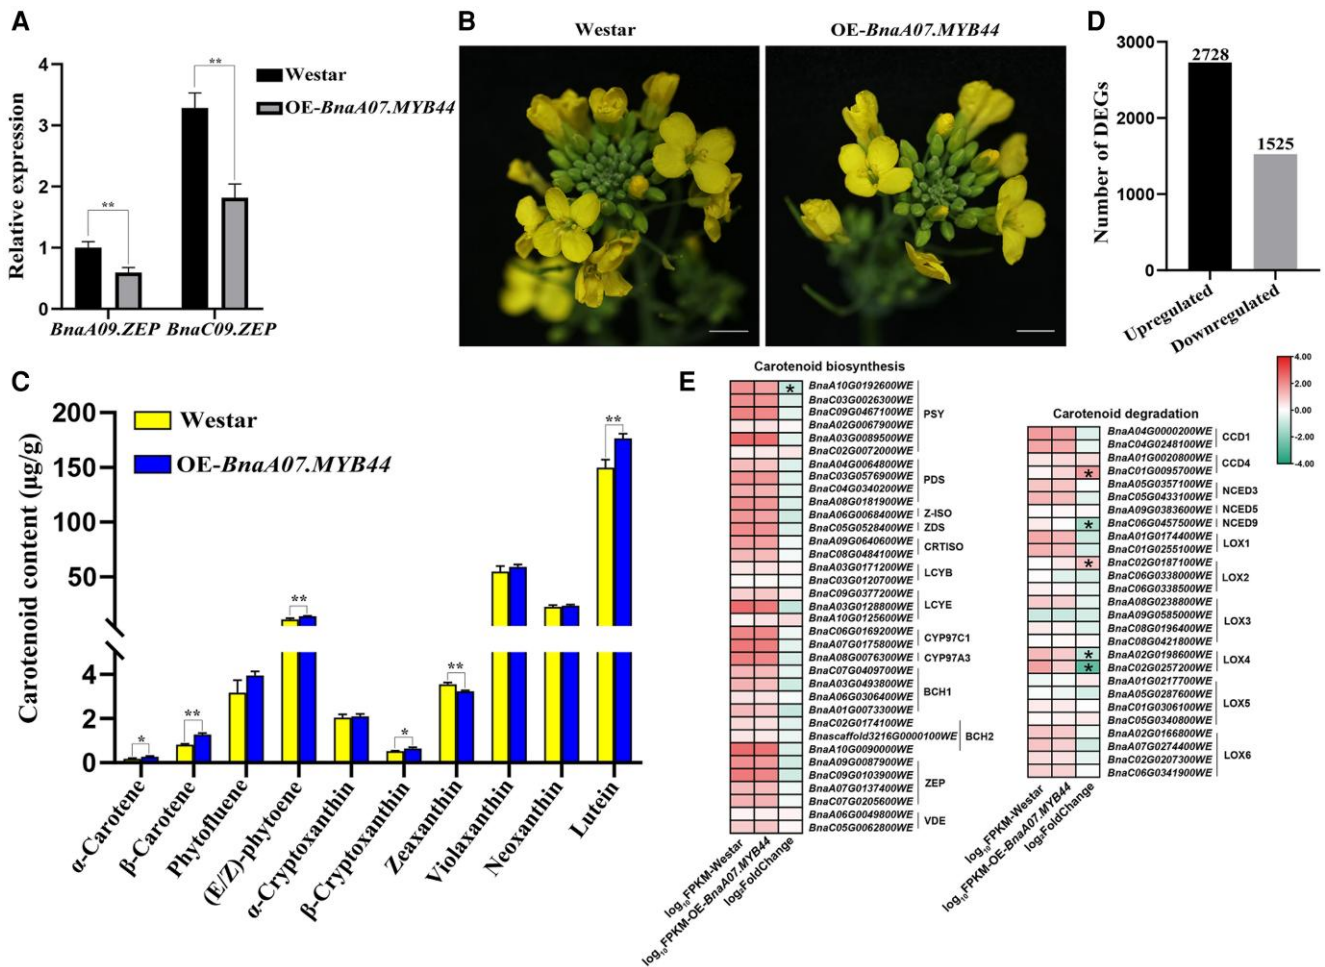 A
4
3
2
1
0
Relative expression
Westar
OE-BnaA07.MYB44
**
**
BnaA09.ZEP
BnaC09.ZEP
B
Westar
OE-BnaA07.MYB44
D
3000
2000
1000
0
Number of DEGs
2728
1525
Upregulated
Downregulated
C
200
150
100
50
4
2
0
Carotenoid content (μg/g)
Westar
OE-BnaA07.MYB44
*
**
**
*
**
**
α-Carotene
β-Carotene
Phytofluene
(E/Z)-phytoene
α-Cryptoxanthin
β-Cryptoxanthin
Zeaxanthin
Violaxanthin
Neoxanthin
Lutein
E
Carotenoid biosynthesis
*
BnaA10G0192600WE
BnaC03G0026300WE
BnaC09G0467100WE
PSY
BnaA02G0067900WE
BnaA03G0089500WE
BnaC02G0072000WE
BnaA04G0064800WE
BnaC03G0576900WE
PDS
BnaC04G0340200WE
BnaA08G0181900WE
BnaA06G0068400WE
Z-ISO
BnaC05G0528400WE
ZDS
BnaA09G0640600WE
CRTISO
BnaC08G0484100WE
BnaA03G0171200WE
LCYB
BnaC03G0120700WE
BnaC09G0377200WE
BnaA03G0128800WE
LCYE
BnaA10G0125600WE
BnaC06G0169200WE
CYP97C1
BnaA07G0175800WE
BnaA08G0076300WE
CYP97A3
BnaC07G0409700WE
BnaA03G0493800WE
BCH1
BnaA06G0306400WE
BnaA01G0073300WE
BnaC02G0174100WE
Bnascaffold3216G0000100WE
BCH2
BnaA10G0090000WE
BnaA09G0087900WE
BnaC09G0103900WE
ZEP
BnaA07G0137400WE
BnaC07G0205600WE
BnaA06G0049800WE
VDE
BnaC05G0062800WE
log10FPKM-Westar
log10FPKM-OE-BnaA07.MYB44
log2FoldChange
Carotenoid degradation
BnaA04G0000200WE
CCD1
BnaC04G0248100WE
BnaA01G0020800WE
CCD4
*
BnaC01G0095700WE
BnaA05G0357100WE
NCED3
BnaC05G0433100WE
BnaA09G0383600WE
NCED5
*
BnaC06G0457500WE
NCED9
BnaA01G0174400WE
LOX1
BnaC01G0255100WE
*
BnaC02G0187100WE
BnaC06G0338000WE
LOX2
BnaC06G0338500WE
BnaA08G0238800WE
BnaA09G0585000WE
LOX3
BnaC08G0196400WE
BnaC08G0421800WE
*
BnaA02G0198600WE
LOX4
*
BnaC02G0257200WE
BnaA01G0217700WE
BnaA05G0287600WE
LOX5
BnaC01G0306100WE
BnaC05G0340800WE
BnaA02G0166800WE
BnaA07G0274400WE
LOX6
BnaC02G0207300WE
BnaC06G0341900WE
log10FPKM-Westar
log10FPKM-OE-BnaA07.MYB44
log2FoldChange
4.00
2.00
0.00
-2.00
-4.00